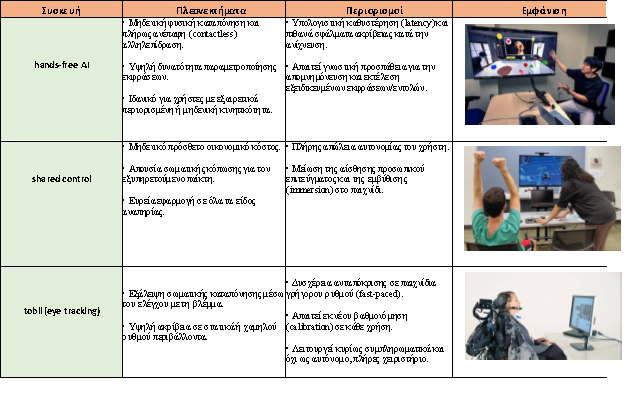 Συσκευή
Πλεονεκτήματα
Περιορισμοί
Εμφάνιση
hands-free AI
• Μηδενική φυσική καταπόνηση και
πλήρως ανέπαφη (contactless)
αλληλεπίδραση.
• Υψηλή δυνατότητα παραμετροποίησης
εκφράσεων.
• Ιδανικό για χρήστες με εξαιρετικά
περιορισμένη ή μηδενική κινητικότητα.
• Υπολογιστική καθυστέρηση (latency) και
πιθανά σφάλματα ακρίβειας κατά την
ανίχνευση.
• Απαιτεί γνωστική προσπάθεια για την
απομνημόνευση και εκτέλεση
εξειδικευμένων εκφράσεων/εντολών.
shared control
• Μηδενικό πρόσθετο οικονομικό κόστος.
• Απουσία σωματικής κόπωσης για τον
εξυπηρετούμενο παίκτη.
• Ευρεία εφαρμογή σε όλα τα είδος
αναπηρίας.
• Πλήρης απώλεια αυτονομίας του χρήστη.
• Μείωση της αίσθησης προσωπικού
επιτεύγματος και της εμβύθισης
(immersion) στο παιχνίδι.
tobii (eye tracking)
• Εξάλειψη σωματικής καταπόνησης μέσω
του ελέγχου με τη βλέμμα.
• Υψηλή ακρίβεια σε στατικά ή χαμηλού
ρυθμού περιβάλλοντα.
• Δυσχέρεια ανταπόκρισης σε παιχνίδια
γρήγορου ρυθμού (fast-paced).
• Απαιτεί εκ νέου βαθμονόμηση
(calibration) σε κάθε χρήση.
• Λειτουργεί κυρίως συμπληρωματικά και
όχι ως αυτόνομο, πλήρες χειριστήριο.